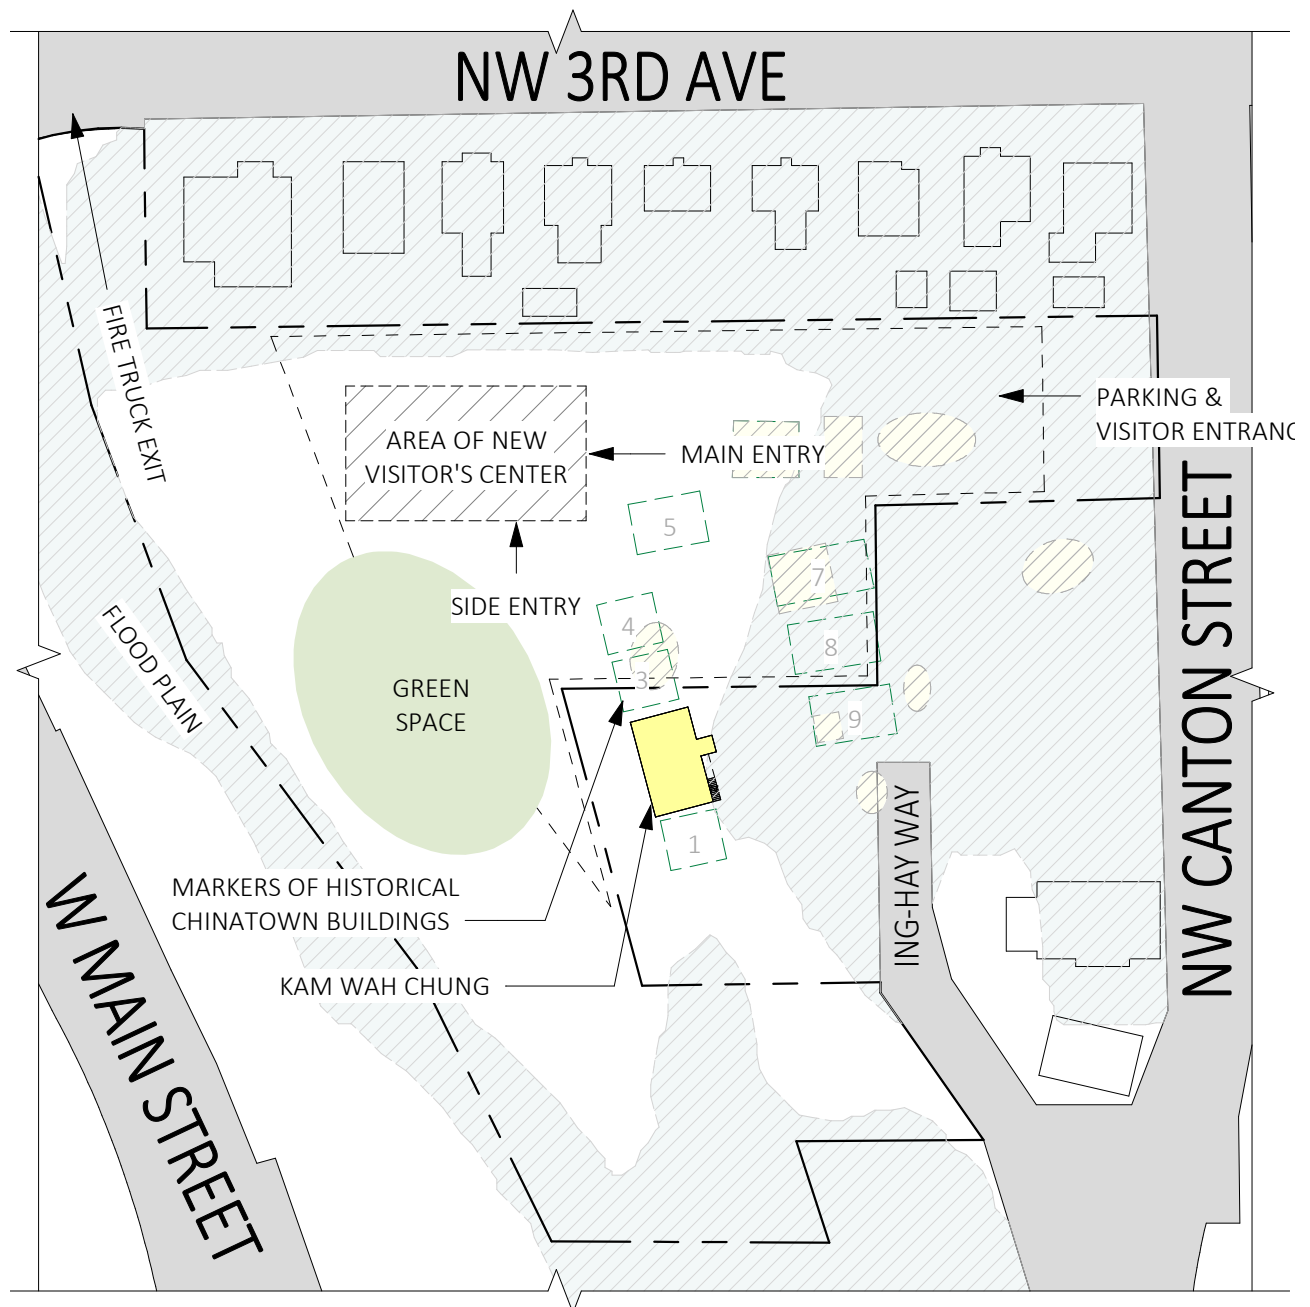 NW 3RD AVE
FIRE TRUCK EXIT
PARKING &
VISITOR ENTRANC
AREA OF NEW
VISITOR'S CENTER
MAIN ENTRY
5
7
SIDE ENTRY
4
8
3
FLOOD PLAIN
GREEN
SPACE
9
NW CANTON STREET
1
ING-HAY WAY
MARKERS OF HISTORICAL
CHINATOWN BUILDINGS
KAM WAH CHUNG
W MAIN STREET